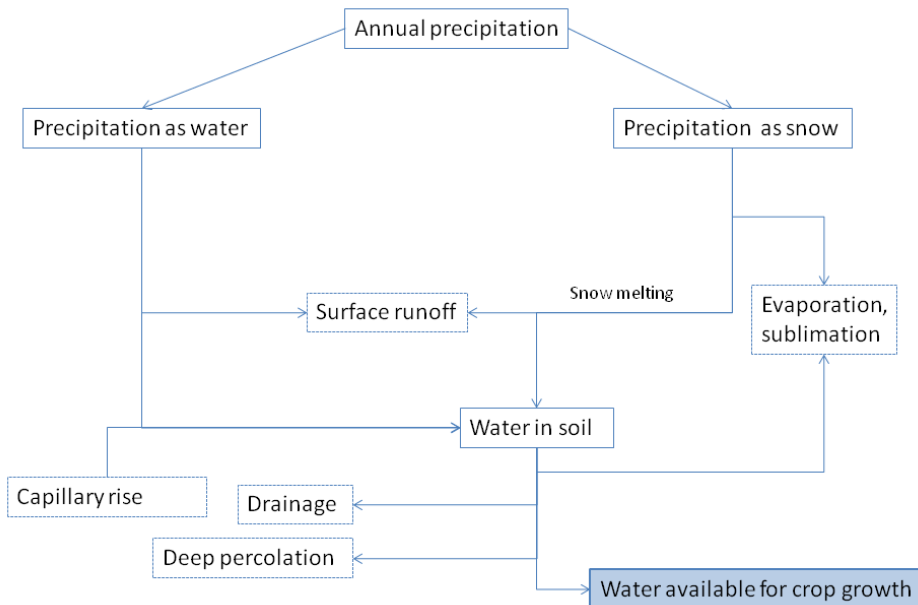 Annual precipitation
Precipitation as water
Precipitation as snow
Snow melting
Surface runoff
Evaporation,
sublimation
Water in soil
Capillary rise
Drainage
Deep percolation
Water available for crop growth